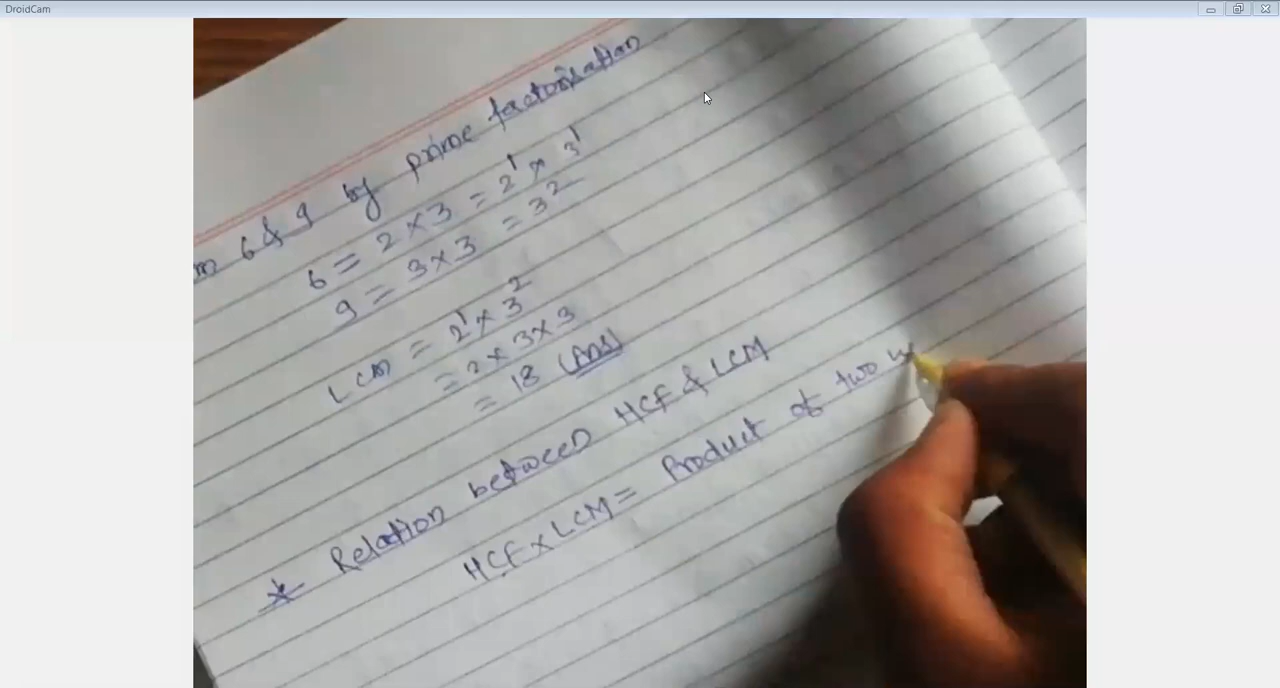 DroidCam
m 6 & 9 by prime factorisation
6 = 2 × 3 = 2¹ × 3¹
9 = 3 × 3 = 3²
LCM = 2¹ × 3²
= 2 × 3 × 3
= 18 (Ans)
* Relation between HCF & LCM
HCF × LCM = Product of two